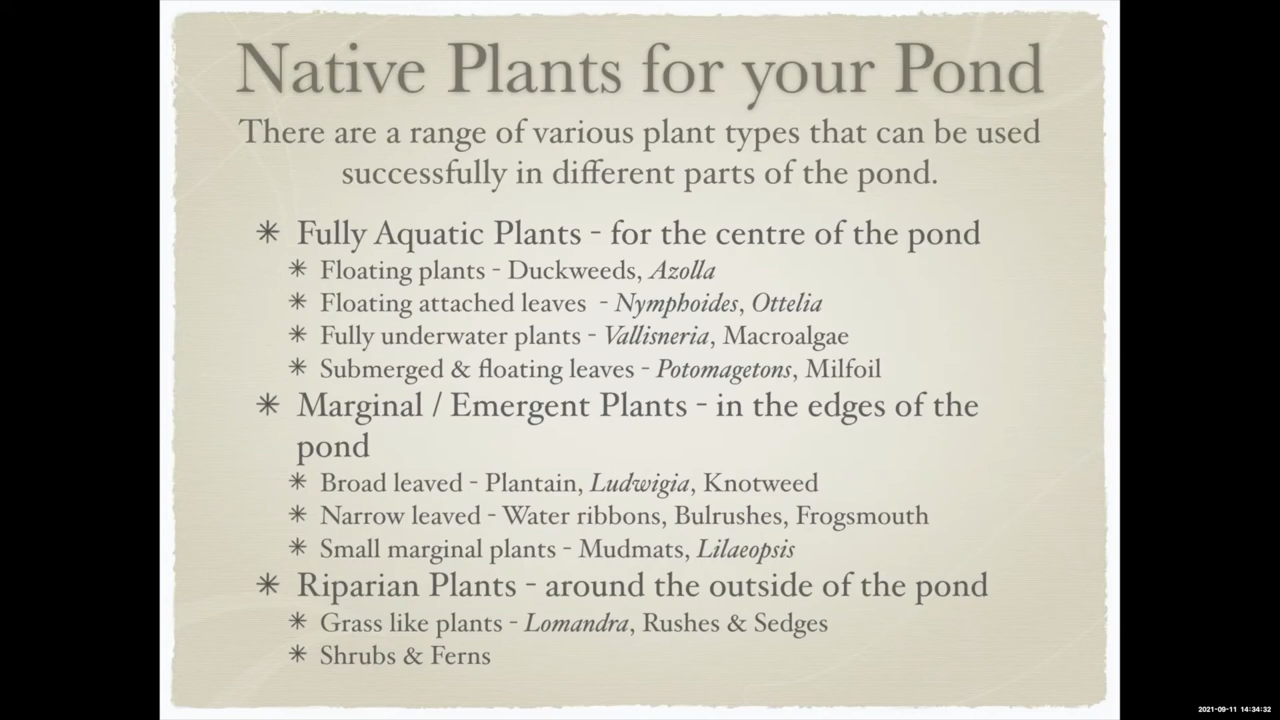 Native Plants for your Pond
There are a range of various plant types that can be used
successfully in different parts of the pond.
✳ Fully Aquatic Plants - for the centre of the pond
✳ Floating plants - Duckweeds, Azolla
✳ Floating attached leaves - Nymphoides, Ottelia
✳ Fully underwater plants - Vallisneria, Macroalgae
✳ Submerged & floating leaves - Potomagetons, Milfoil
✳ Marginal / Emergent Plants - in the edges of the
pond
✳ Broad leaved - Plantain, Ludwigia, Knotweed
✳ Narrow leaved - Water ribbons, Bulrushes, Frogsmouth
✳ Small marginal plants - Mudmats, Lilaeopsis
✳ Riparian Plants - around the outside of the pond
✳ Grass like plants - Lomandra, Rushes & Sedges
✳ Shrubs & Ferns
2021-09-11 14:34:32